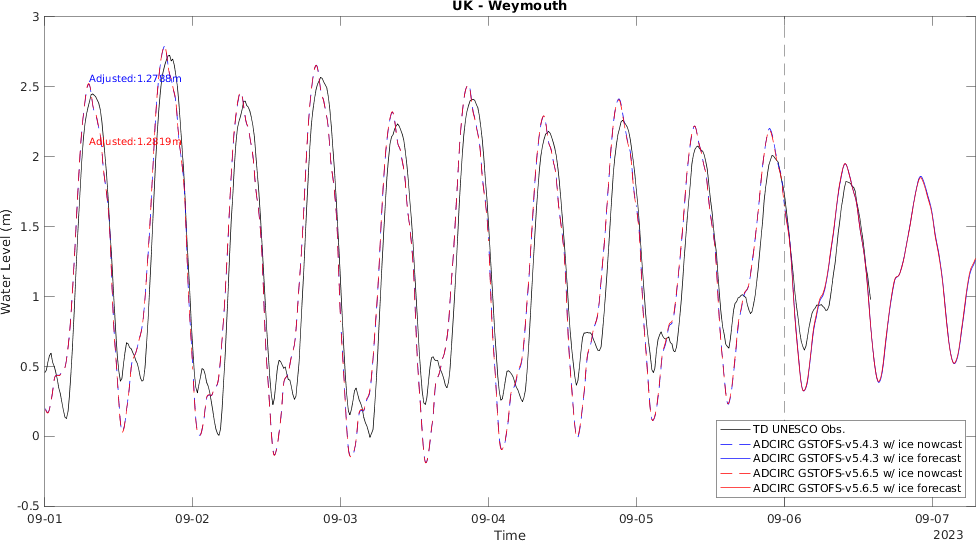 UK - Weymouth
3
2.5
2
1.5
1
0.5
0
-0.5
Water Level (m)
Adjusted:1.2788m
Adjusted:1.2819m
TD UNESCO Obs.
ADCIRC GSTOFS-v5.4.3 w/ ice nowcast
ADCIRC GSTOFS-v5.4.3 w/ ice forecast
ADCIRC GSTOFS-v5.6.5 w/ ice nowcast
ADCIRC GSTOFS-v5.6.5 w/ ice forecast
09-01 09-02 09-03 09-04 09-05 09-06 09-07
Time
2023